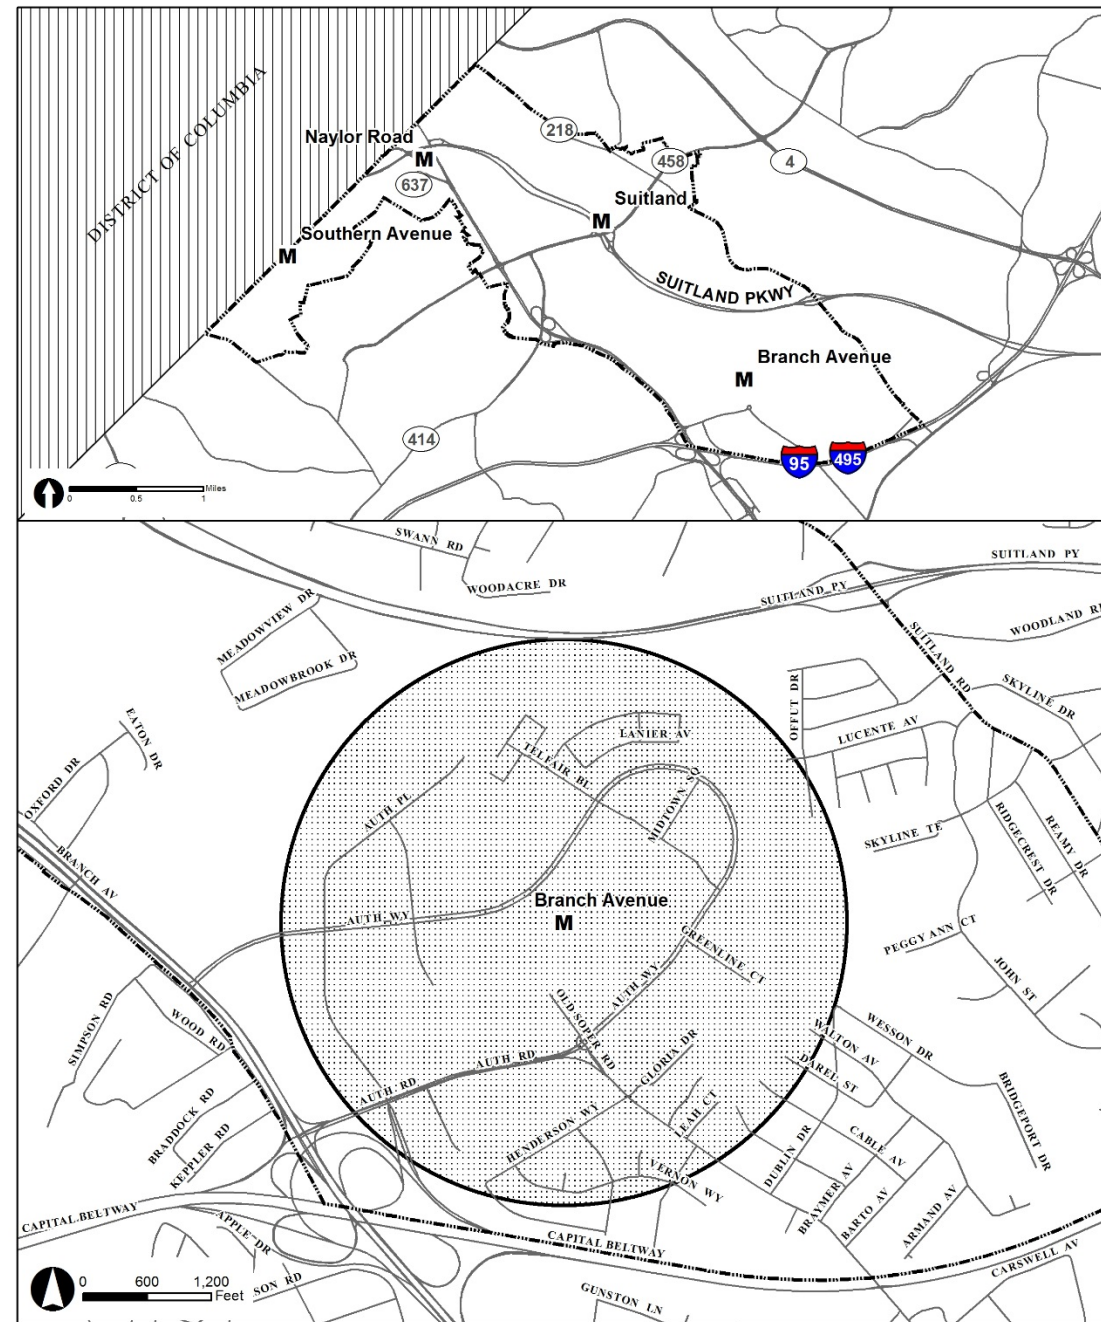 DISTRICT OF COLUMBIA
Naylor Road
M
218
458
4
637
Suitland
M
Southern Avenue
M
SUITLAND PKWY
Branch Avenue
M
414
95
495
0 0.5 1 Miles
SWANN RD
SUITLAND PY
WOODACRE DR
SUITLAND PY
MEADOWVIEW DR
WOODLAND RD
SUITLAND RD
MEADOWBROOK DR
SKYLINE DR
EATON DR
OFFUT DR
LUCENTE AV
LANIER AV
TELFAIR BL
OXFORD DR
AUTH PL
MIDTOWN
SKYLINE TE
RIDGECREST DR
REAMY DR
BRANCH AV
Branch Avenue
M
AUTH WY
GREENLINE CT
PEGGY ANN CT
JOHN ST
AUTH WY
OLD SOPER RD
SIMPSON RD
WOOD RD
WESSON DR
WALTON AV
GLORIA DR
AUTH RD
DAREL ST
AUTH RD
BRIDGEPORT DR
BRADDOCK RD
LEAH CT
HENDERSON WY
KEPPLER RD
CABLE AV
DUBLIN DR
VERNON WY
BRAYMER AV
BARTO AV
ARMAND AV
CAPITAL BELTWAY
APPLE DR
CAPITAL BELTWAY
CARSWELL AV
0 600 1,200
Feet
SON RD
GUNSTON LN